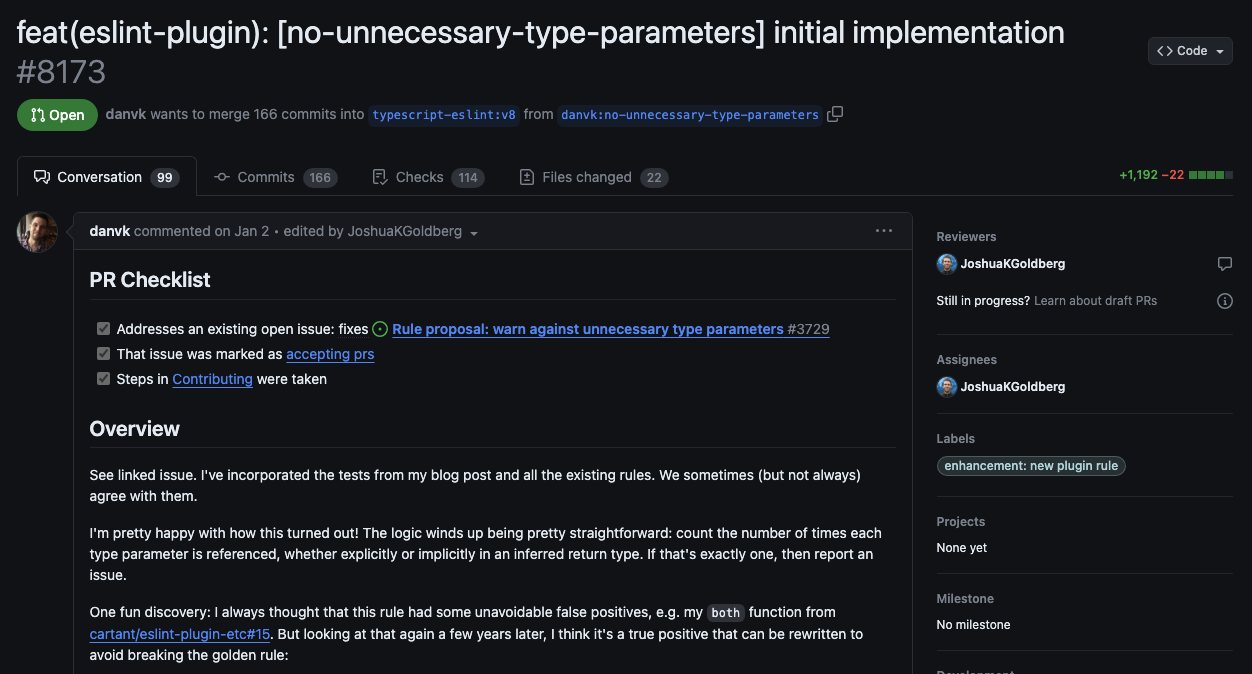 feat(eslint-plugin): [no-unnecessary-type-parameters] initial implementation
#8173
<> Code
Open danvk wants to merge 166 commits into typescript-eslint:v8 from danvk:no-unnecessary-type-parameters
Conversation 99 Commits 166 Checks 114 Files changed 22
+1,192 −22
danvk commented on Jan 2 • edited by JoshuaKGoldberg
PR Checklist
Addresses an existing open issue: fixes Rule proposal: warn against unnecessary type parameters #3729
That issue was marked as accepting prs
Steps in Contributing were taken
Overview
See linked issue. I've incorporated the tests from my blog post and all the existing rules. We sometimes (but not always)
agree with them.
I'm pretty happy with how this turned out! The logic winds up being pretty straightforward: count the number of times each
type parameter is referenced, whether explicitly or implicitly in an inferred return type. If that's exactly one, then report an
issue.
One fun discovery: I always thought that this rule had some unavoidable false positives, e.g. my both function from
cartant/eslint-plugin-etc#15. But looking at that again a few years later, I think it's a true positive that can be rewritten to
avoid breaking the golden rule:
Reviewers
JoshuaKGoldberg
Still in progress? Learn about draft PRs
Assignees
JoshuaKGoldberg
Labels
enhancement: new plugin rule
Projects
None yet
Milestone
No milestone